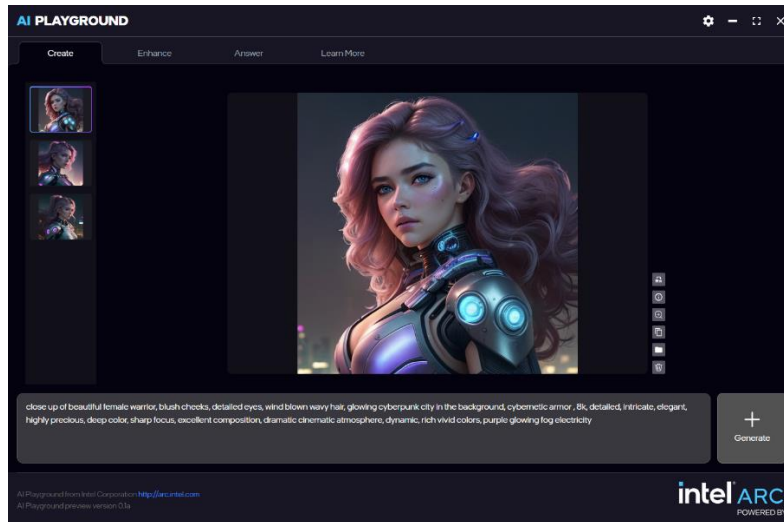 AI PLAYGROUND
Create Enhance Answer Learn More
close up of beautiful female warrior, blush cheeks, detailed eyes, wind blown wavy hair, glowing cyberpunk city in the background, cybernetic armor , 8k, detailed, intricate, elegant,
highly precious, deep color, sharp focus, excellent composition, dramatic cinematic atmosphere, dynamic, rich vivid colors, purple glowing fog electricity
Generate
AI Playground from Intel Corporation http://arc.intel.com
AI Playground preview version 0.1a
intel ARC
POWERED BY